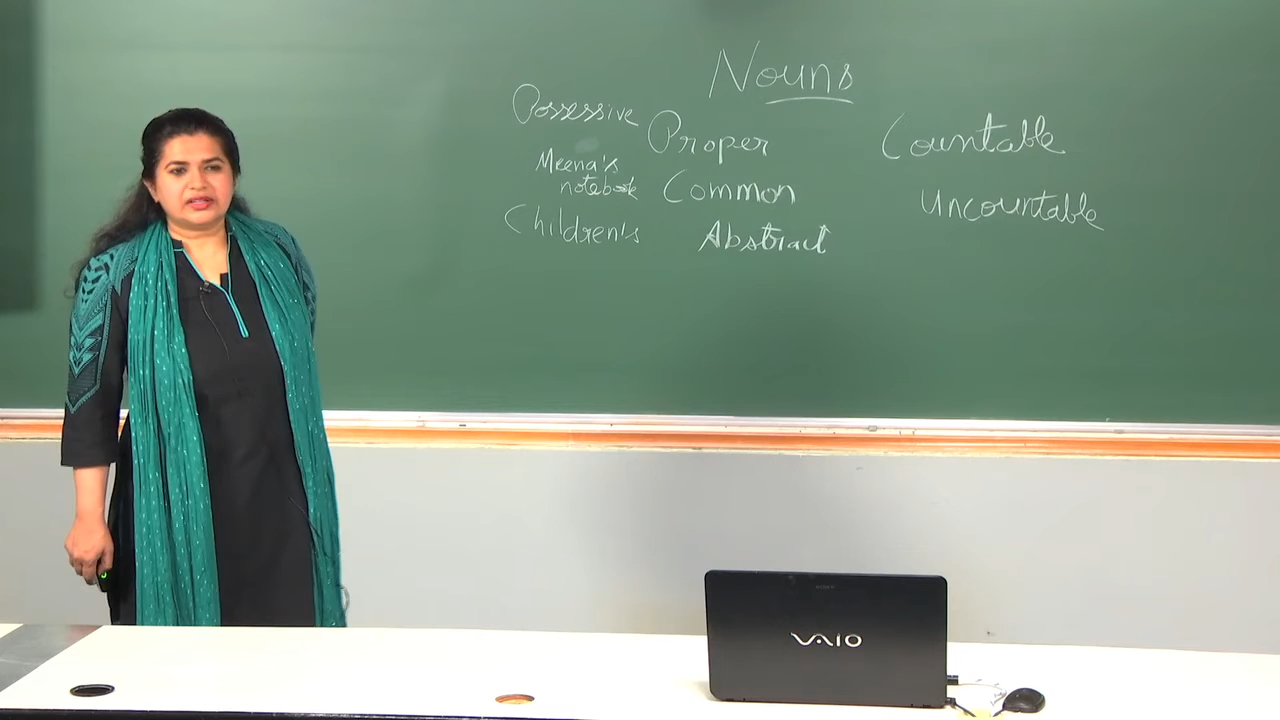 Nouns
Possessive
Meena's
notebook
Children's
Proper
Common
Abstract
Countable
Uncountable
VAIO